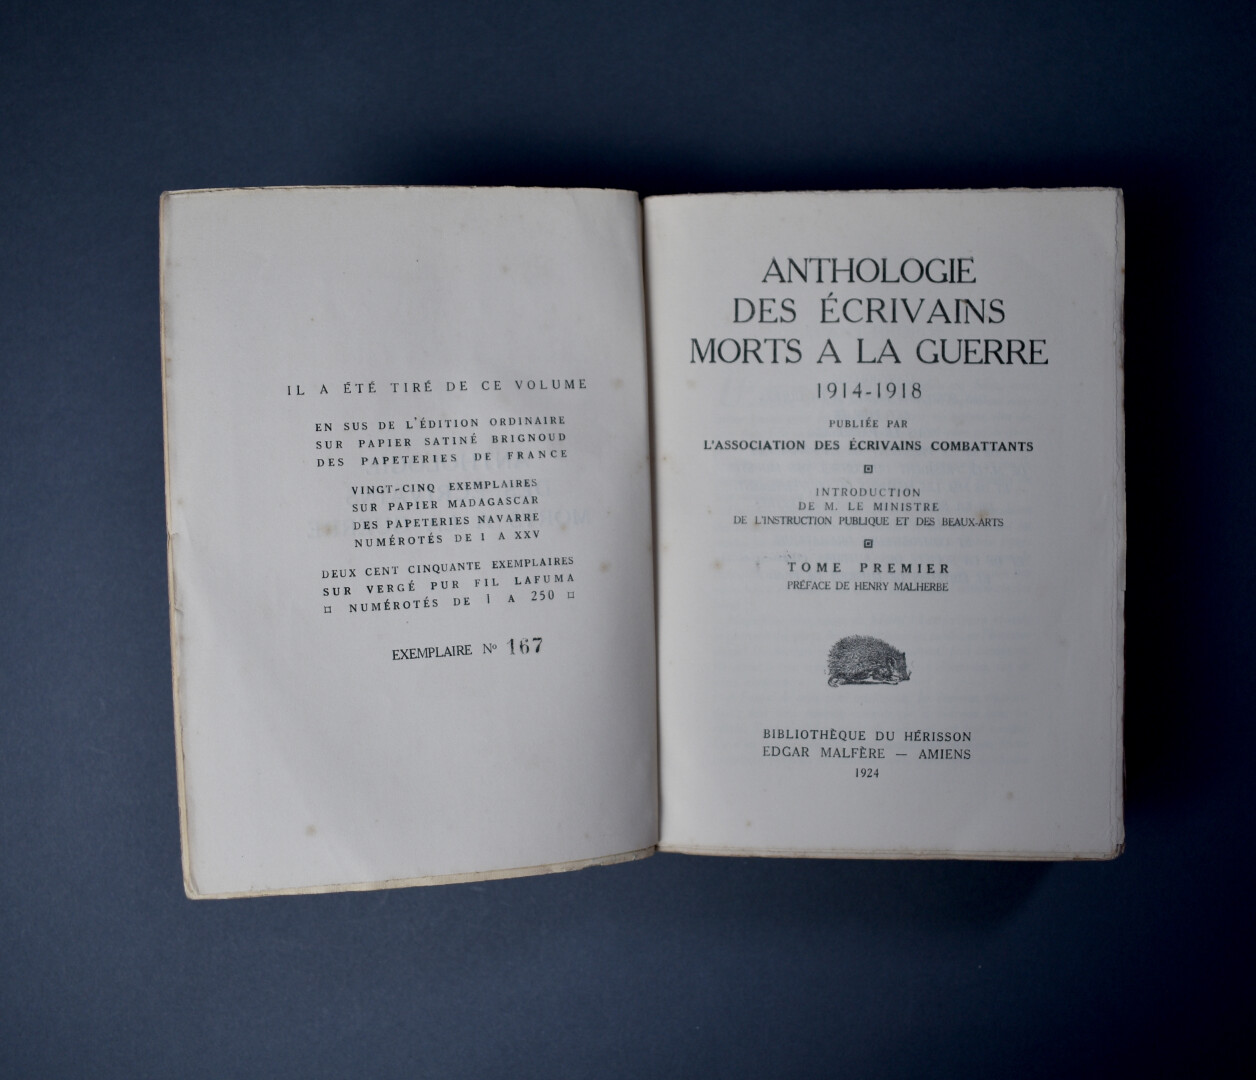 IL A ÉTÉ TIRÉ DE CE VOLUME
EN SUS DE L'ÉDITION ORDINAIRE
SUR PAPIER SATINÉ BRIGNOUD
DES PAPETERIES DE FRANCE
VINGT-CINQ EXEMPLAIRES
SUR PAPIER MADAGASCAR
DES PAPETERIES NAVARRE
NUMÉROTÉS DE I A XXV
DEUX CENT CINQUANTE EXEMPLAIRES
SUR VERGÉ PUR FIL LAFUMA
NUMÉROTÉS DE 1 A 250
EXEMPLAIRE Nº 167
ANTHOLOGIE
DES ÉCRIVAINS
MORTS A LA GUERRE
1914-1918
PUBLIÉE PAR
L'ASSOCIATION DES ÉCRIVAINS COMBATTANTS
INTRODUCTION
DE M. LE MINISTRE
DE L'INSTRUCTION PUBLIQUE ET DES BEAUX-ARTS
TOME PREMIER
PRÉFACE DE HENRY MALHERBE
BIBLIOTHÈQUE DU HÉRISSON
EDGAR MALFÈRE — AMIENS
1924